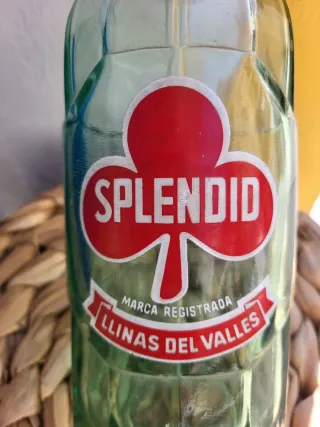 SPLENDID
MARCA REGISTRADA
LLINAS DEL VALLES